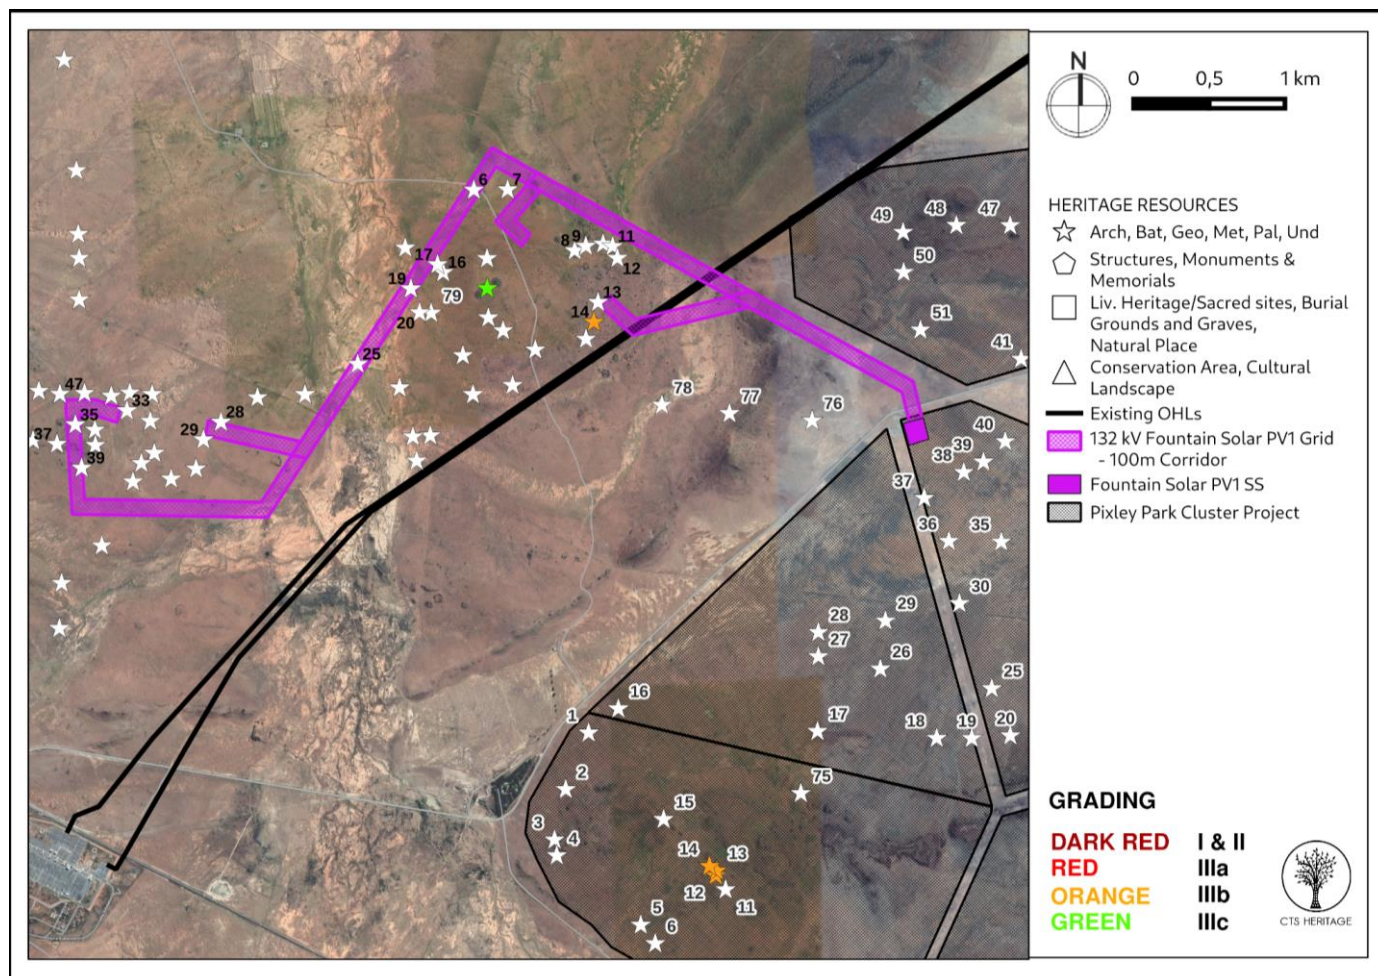 N
0 0,5 1 km
HERITAGE RESOURCES
Arch, Bat, Geo, Met, Pal, Und
Structures, Monuments &
Memorials
Liv. Heritage/Sacred sites, Burial
Grounds and Graves,
Natural Place
Conservation Area, Cultural
Landscape
Existing OHLs
132 kV Fountain Solar PV1 Grid
- 100m Corridor
Fountain Solar PV1 SS
Pixley Park Cluster Project
GRADING
DARK RED I & II
RED IIIa
ORANGE IIIb
GREEN IIIc
CTS HERITAGE
6 7
49 48 47
8 9 11
17 16 12
50
19 79 13
20 14
51
25 41
47 33 28 78 77 76
35 29
37 40
39 38 39
37
36 35
30
28 29
27
26
25
16
1 17 18 19 20
2 75
15
3 4
14 13
12 11
5
6